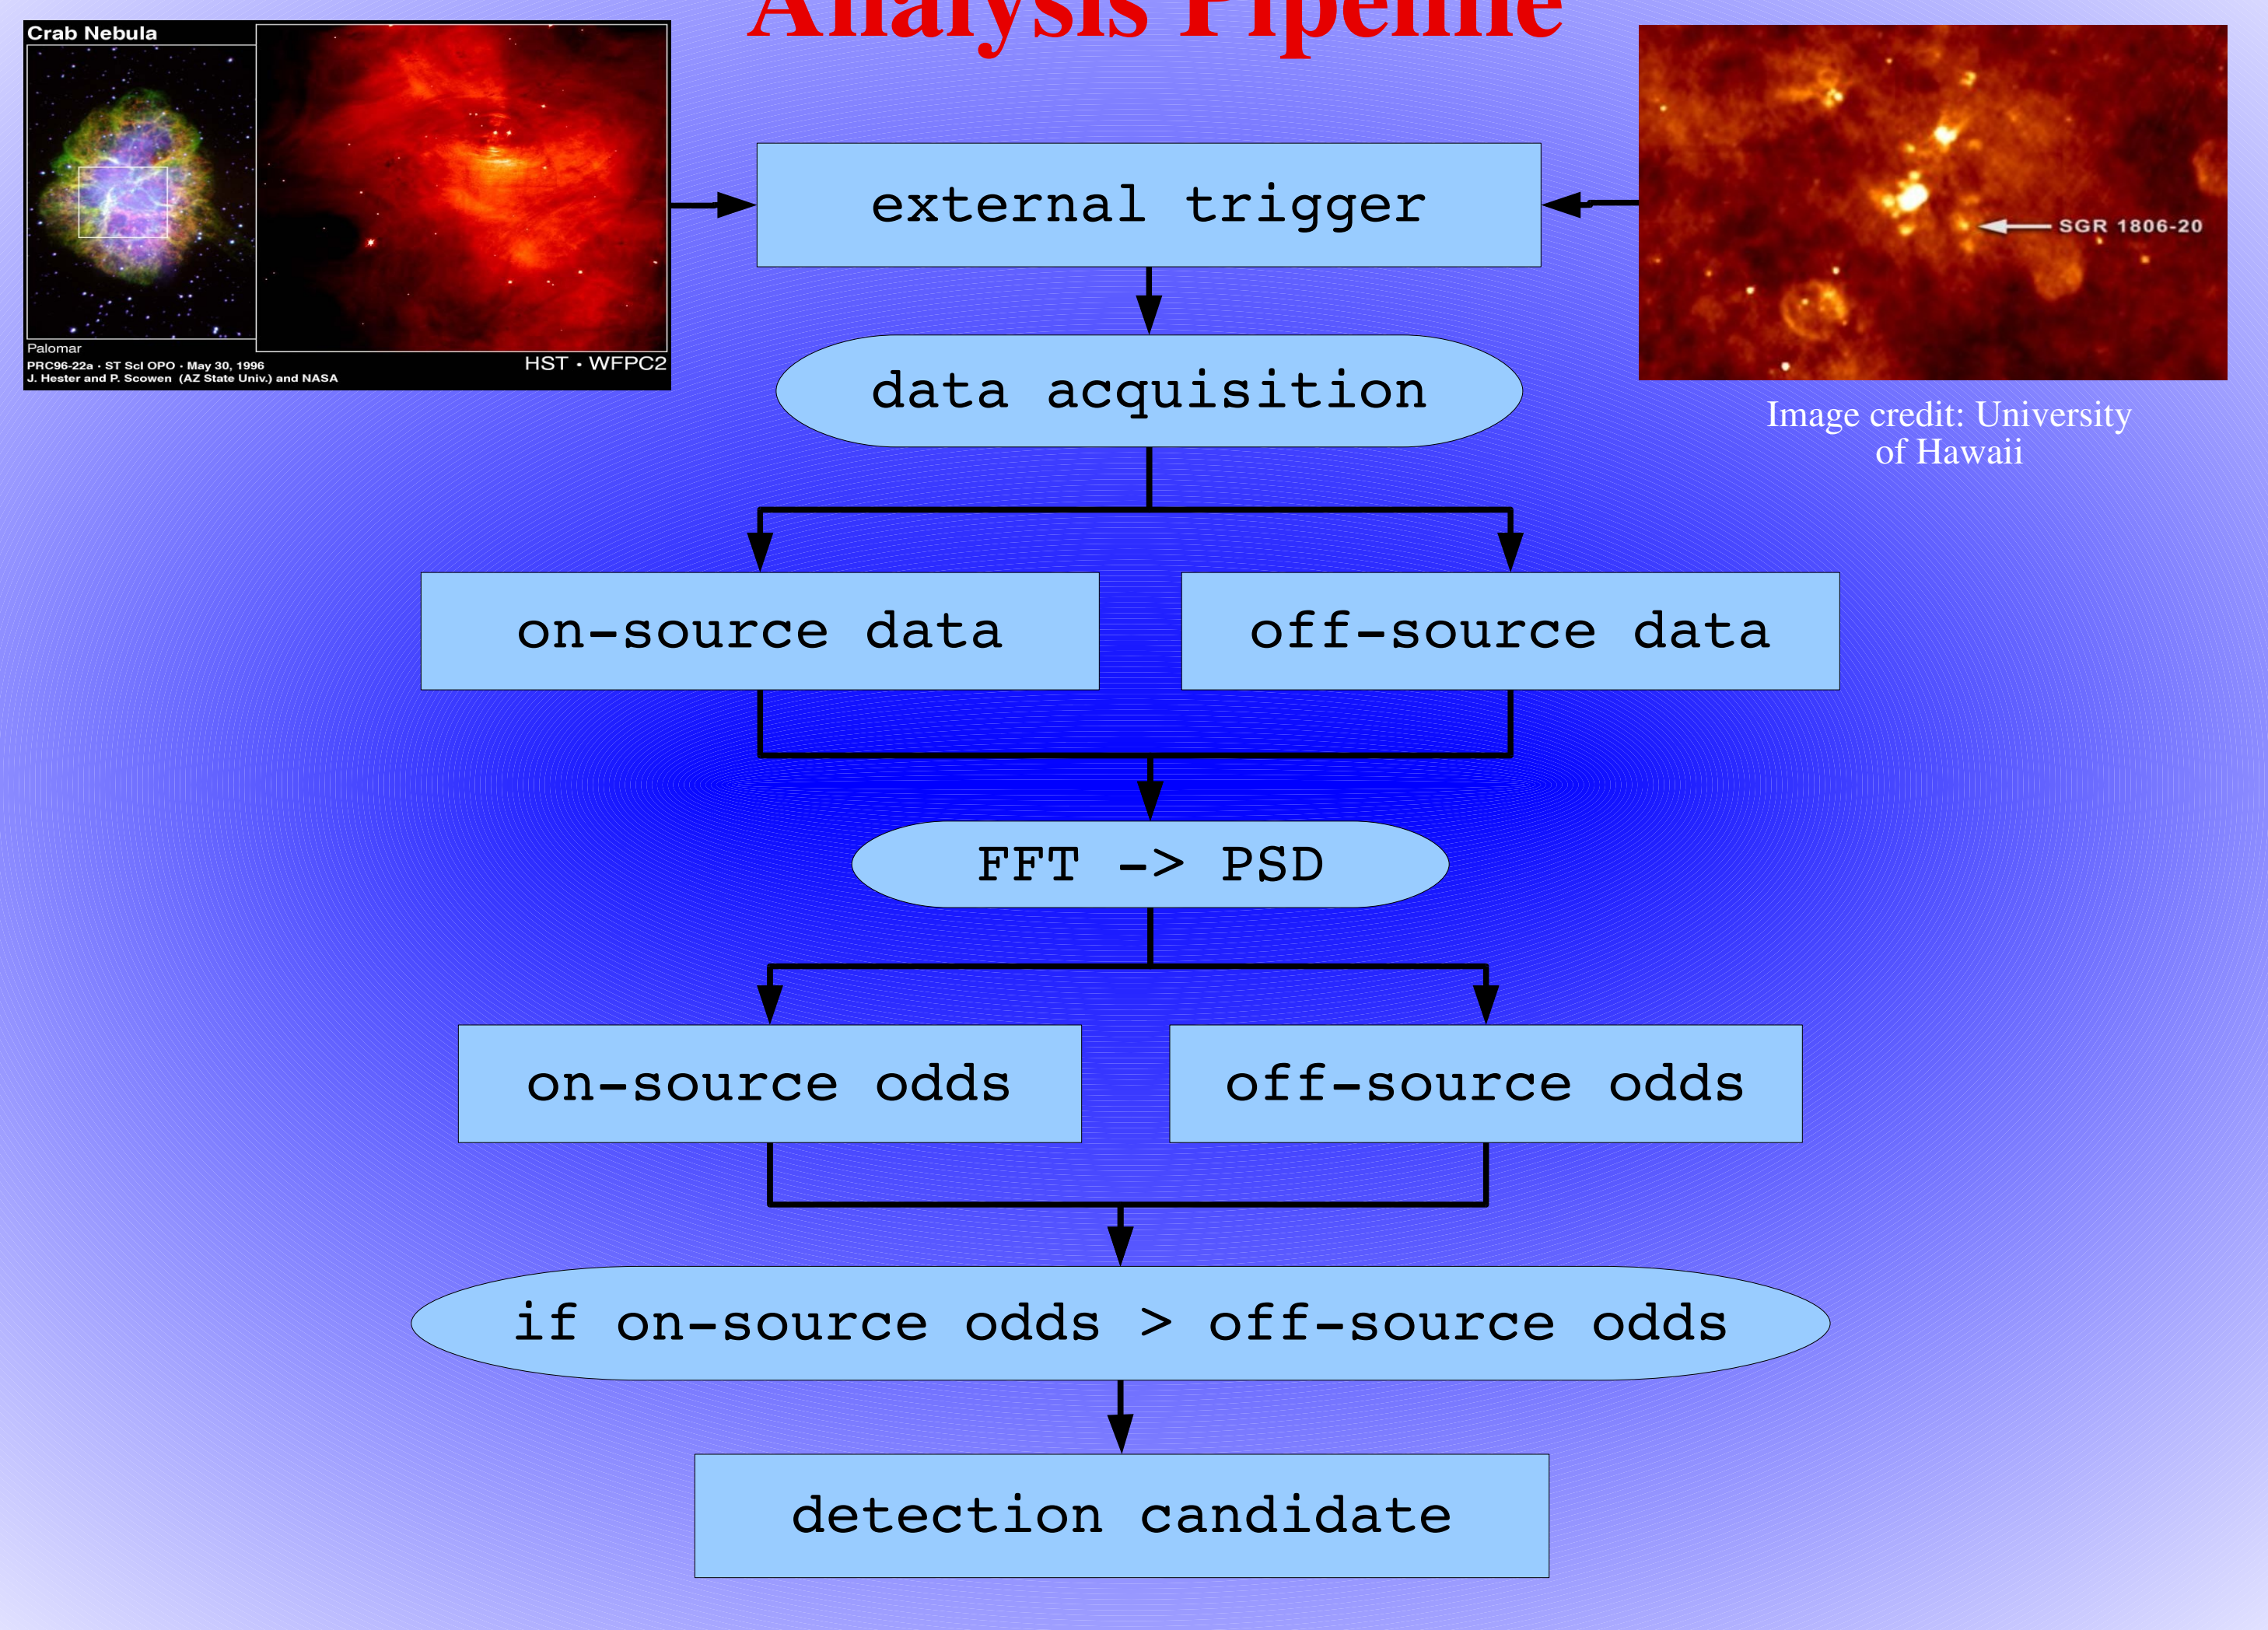 Analysis Pipeline
Crab Nebula
Palomar
PRC96-22a · ST ScI OPO · May 30, 1996
J. Hester and P. Scowen (AZ State Univ.) and NASA
HST · WFPC2
external trigger
SGR 1806-20
Image credit: University
of Hawaii
data acquisition
on-source data
off-source data
FFT -> PSD
on-source odds
off-source odds
if on-source odds > off-source odds
detection candidate